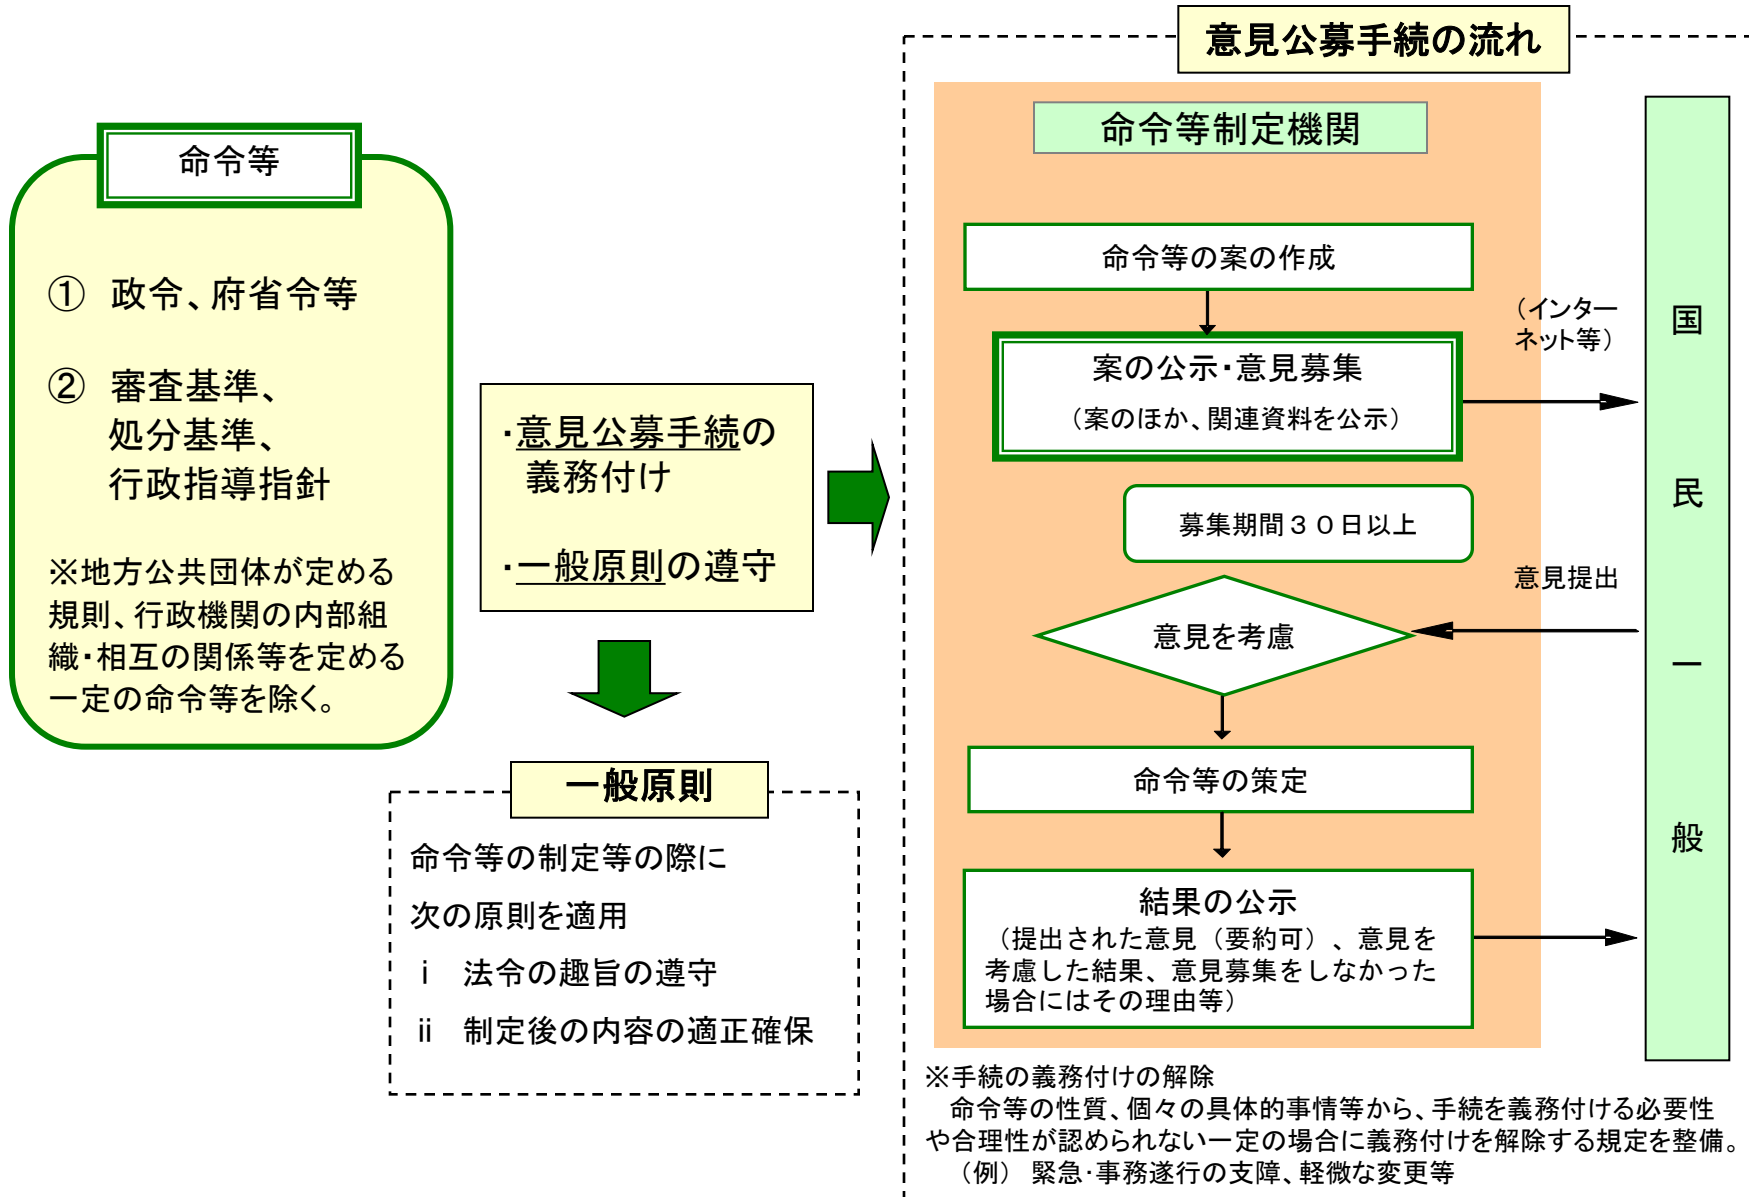 命令等
① 政令、府省令等
② 審査基準、
処分基準、
行政指導指針
※地方公共団体が定める
規則、行政機関の内部組
織・相互の関係等を定める
一定の命令等を除く。
・意見公募手続の
義務付け
・一般原則の遵守
一般原則
命令等の制定等の際に
次の原則を適用
ⅰ 法令の趣旨の遵守
ⅱ 制定後の内容の適正確保
意見公募手続の流れ
命令等制定機関
命令等の案の作成
案の公示・意見募集
（案のほか、関連資料を公示）
（インター
ネット等）
募集期間３０日以上
意見提出
意見を考慮
命令等の策定
結果の公示
（提出された意見（要約可）、意見を
考慮した結果、意見募集をしなかった
場合にはその理由等）
国民一般
※手続の義務付けの解除
命令等の性質、個々の具体的事情等から、手続を義務付ける必要性
や合理性が認められない一定の場合に義務付けを解除する規定を整備。
（例） 緊急・事務遂行の支障、軽微な変更等